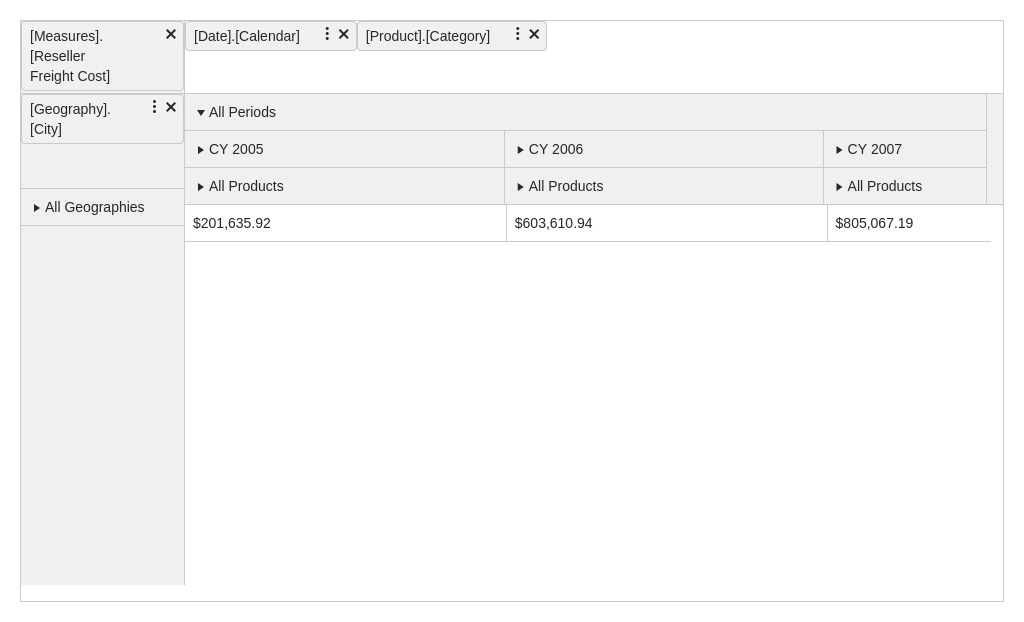 [Measures].
[Reseller
Freight Cost]
[Date].[Calendar]
[Product].[Category]
[Geography].
[City]
All Periods
CY 2005
CY 2006
CY 2007
All Products
All Products
All Products
All Geographies
$201,635.92
$603,610.94
$805,067.19